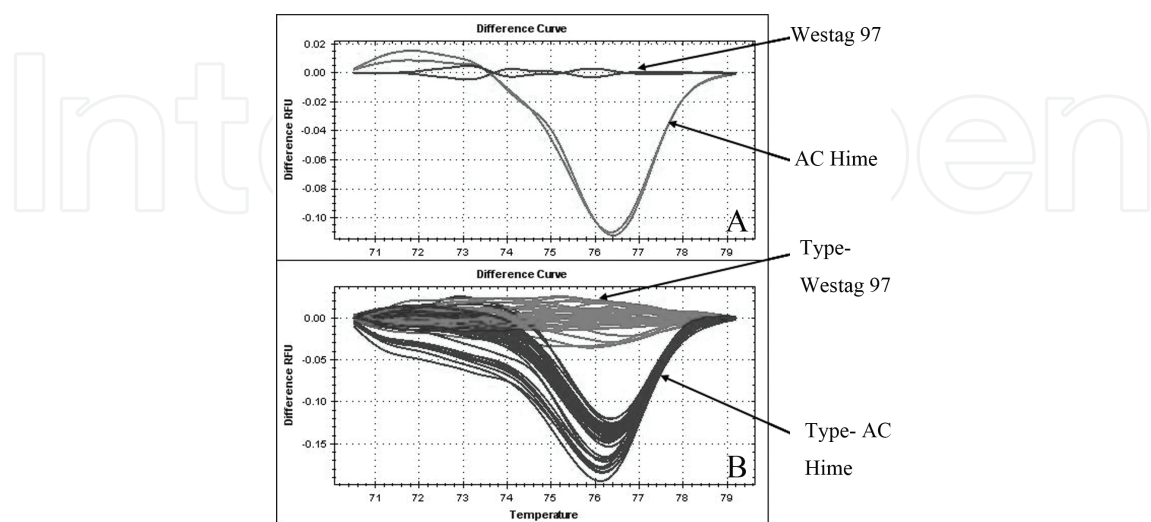 Difference Curve
Westag 97
0.02
0.00
-0.02
-0.04
-0.06
-0.08
-0.10
Difference RFU
AC Hime
A
71 72 73 74 75 76 77 78 79
Difference Curve
Type-
Westag 97
0.00
-0.05
-0.10
-0.15
Difference RFU
Type- AC
Hime
B
71 72 73 74 75 76 77 78 79
Temperature